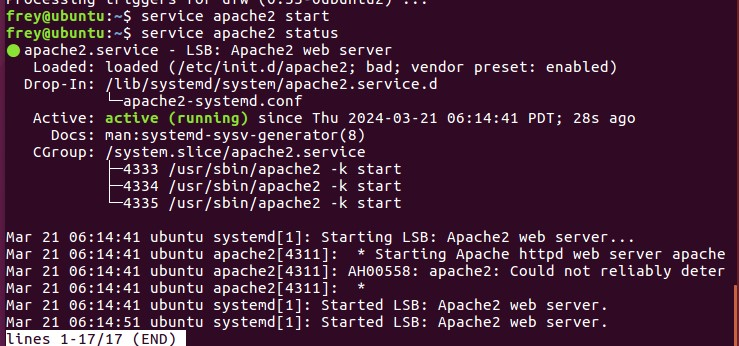 Processing triggers for ufw (0.35-0ubuntu2) ...
frey@ubuntu:~$ service apache2 start
frey@ubuntu:~$ service apache2 status
● apache2.service - LSB: Apache2 web server
   Loaded: loaded (/etc/init.d/apache2; bad; vendor preset: enabled)
  Drop-In: /lib/systemd/system/apache2.service.d
           └─apache2-systemd.conf
   Active: active (running) since Thu 2024-03-21 06:14:41 PDT; 28s ago
     Docs: man:systemd-sysv-generator(8)
   CGroup: /system.slice/apache2.service
           ├─4333 /usr/sbin/apache2 -k start
           ├─4334 /usr/sbin/apache2 -k start
           └─4335 /usr/sbin/apache2 -k start

Mar 21 06:14:41 ubuntu systemd[1]: Starting LSB: Apache2 web server...
Mar 21 06:14:41 ubuntu apache2[4311]:  * Starting Apache httpd web server apache
Mar 21 06:14:41 ubuntu apache2[4311]: AH00558: apache2: Could not reliably deter
Mar 21 06:14:41 ubuntu apache2[4311]:  *
Mar 21 06:14:41 ubuntu systemd[1]: Started LSB: Apache2 web server.
Mar 21 06:14:51 ubuntu systemd[1]: Started LSB: Apache2 web server.
lines 1-17/17 (END)